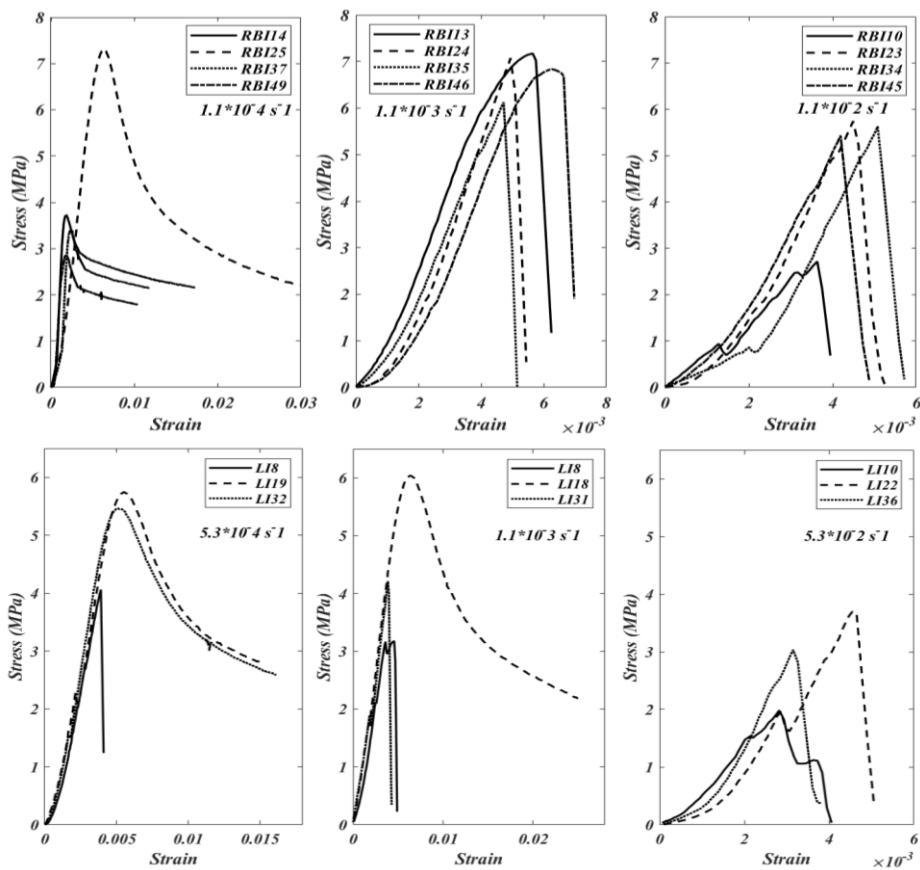 8
7
6
5
4
3
2
1
0
Stress (MPa)
RBI14
RBI25
RBI37
RBI49
1.1*10⁻⁴ s⁻¹
0 0.01 0.02 0.03
Strain
8
7
6
5
4
3
2
1
0
Stress (MPa)
RBI13
RBI24
RBI35
RBI46
1.1*10⁻³ s⁻¹
0 2 4 6 8
Strain
×10⁻³
8
7
6
5
4
3
2
1
0
Stress (MPa)
RBI10
RBI23
RBI34
RBI45
1.1*10⁻² s⁻¹
0 1 2 3 4 5 6
Strain
×10⁻³
6
5
4
3
2
1
0
Stress (MPa)
LI8
LI19
LI32
5.3*10⁻⁴ s⁻¹
0 0.005 0.01 0.015
Strain
6
5
4
3
2
1
0
Stress (MPa)
LI8
LI18
LI31
1.1*10⁻³ s⁻¹
0 0.01 0.02
Strain
6
5
4
3
2
1
0
Stress (MPa)
LI10
LI22
LI36
5.3*10⁻² s⁻¹
0 2 4 6
Strain
×10⁻³